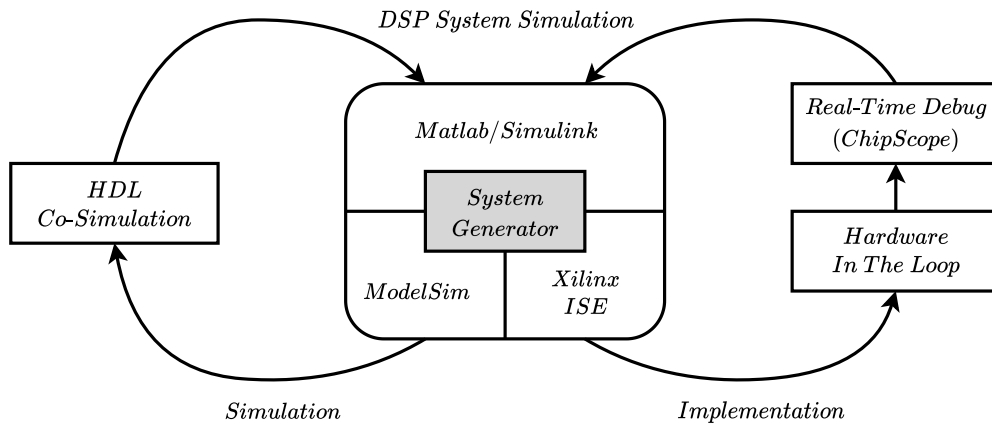 DSP System Simulation
Matlab/Simulink
System
Generator
ModelSim
Xilinx
ISE
HDL
Co-Simulation
Real-Time Debug
(ChipScope)
Hardware
In The Loop
Simulation
Implementation